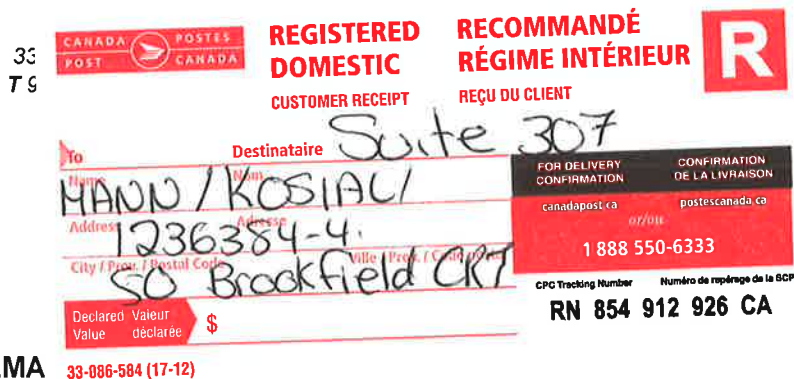 33
T 9
CANADA POST
POSTES CANADA
REGISTERED DOMESTIC
CUSTOMER RECEIPT
RECOMMANDÉ RÉGIME INTÉRIEUR
REÇU DU CLIENT
R
To Destinataire Suite 307
Name Nom
MANN / KOSIAL /
Address Adresse
1236384-4.
City / Prov. / Postal Code Ville / Prov. / Code postal
50 Brookfield CRT
Declared Value Valeur déclarée $
FOR DELIVERY CONFIRMATION
CONFIRMATION DE LA LIVRAISON
canadapost.ca postescanada.ca
or/ou
1 888 550-6333
CPC Tracking Number Numéro de repérage de la SCP
RN 854 912 926 CA
MA 33-086-584 (17-12)